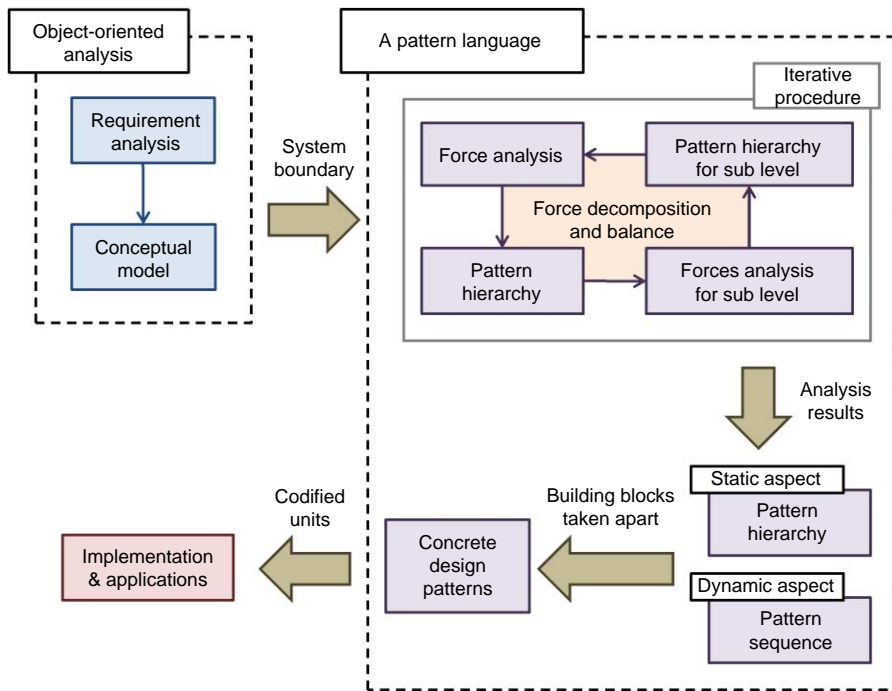 Object-oriented
analysis
Requirement
analysis
Conceptual
model
System
boundary
A pattern language
Iterative
procedure
Force analysis
Pattern hierarchy
for sub level
Force decomposition
and balance
Pattern
hierarchy
Forces analysis
for sub level
Analysis
results
Static aspect
Pattern
hierarchy
Dynamic aspect
Pattern
sequence
Building blocks
taken apart
Concrete
design
patterns
Codified
units
Implementation
& applications